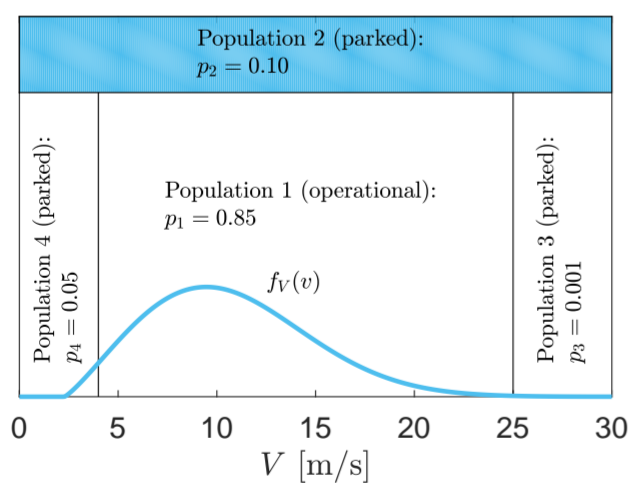 Population 2 (parked):
p₂ = 0.10
Population 4 (parked):
p₄ = 0.05
Population 1 (operational):
p₁ = 0.85
Population 3 (parked):
p₃ = 0.001
f_V(v)
0 5 10 15 20 25 30
V [m/s]